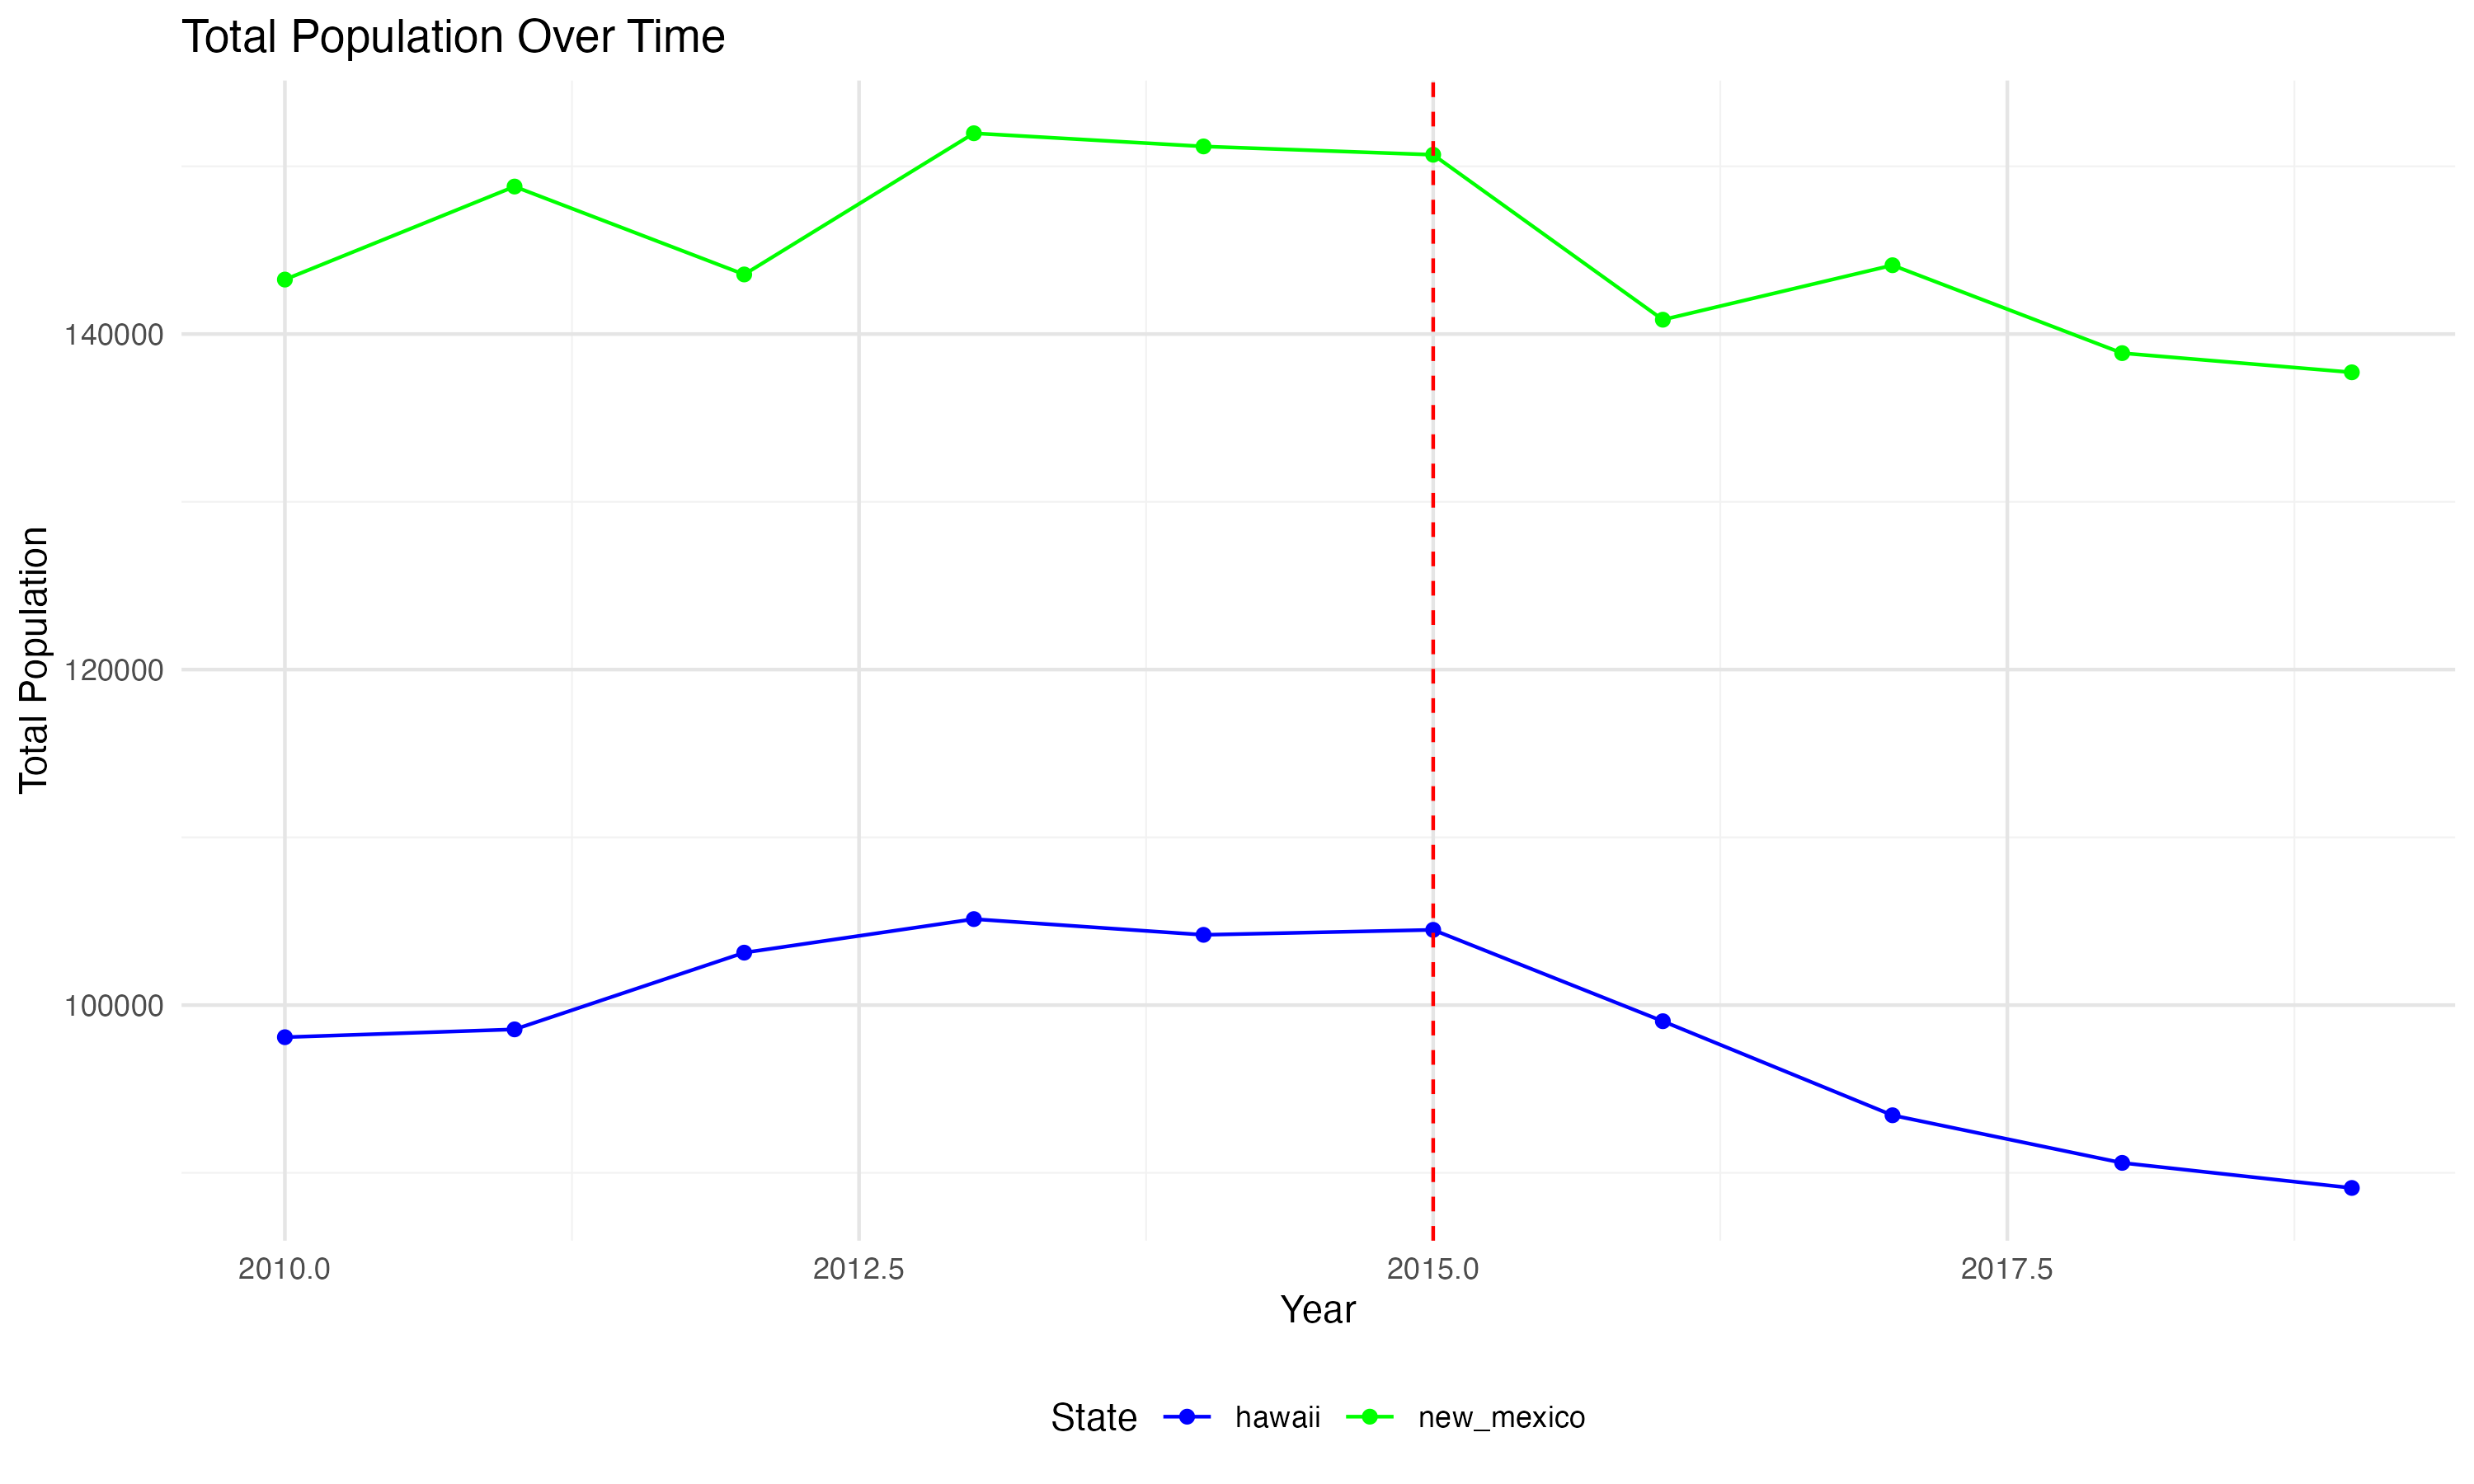 Total Population Over Time
Total Population
140000
120000
100000
2010.0 2012.5 2015.0 2017.5
Year
State hawaii new_mexico